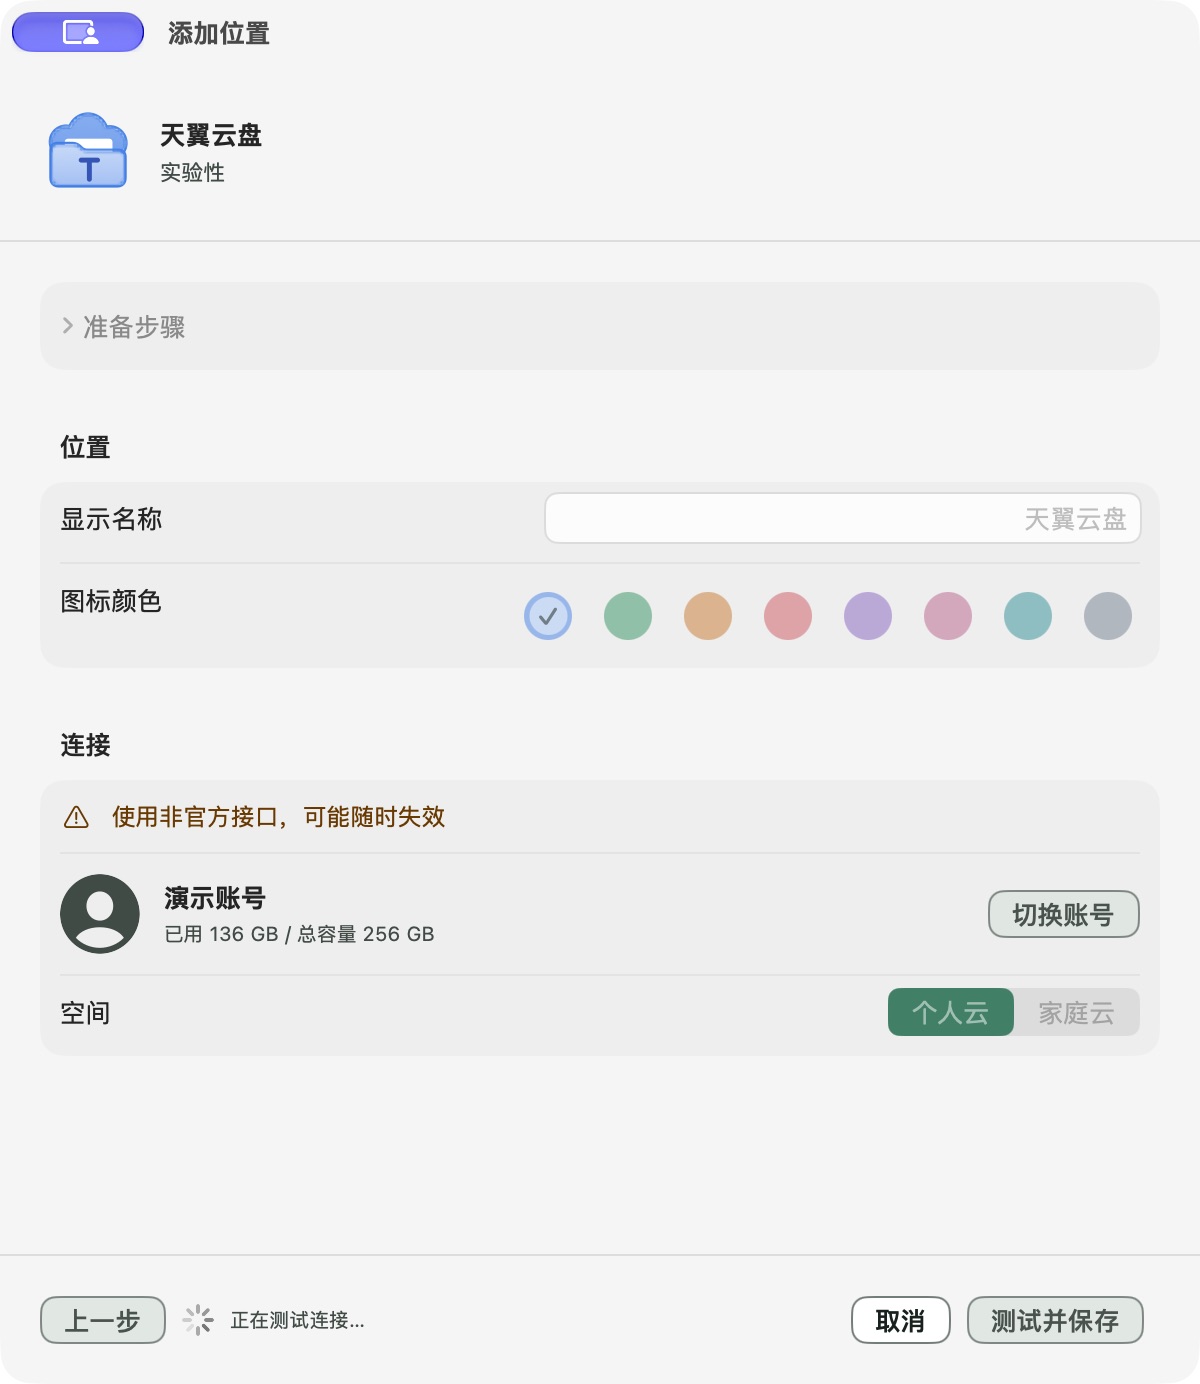 添加位置
T
天翼云盘
实验性
准备步骤
位置
显示名称
天翼云盘
图标颜色
连接
使用非官方接口，可能随时失效
演示账号
已用 136 GB / 总容量 256 GB
切换账号
空间
个人云
家庭云
上一步
正在测试连接...
取消
测试并保存